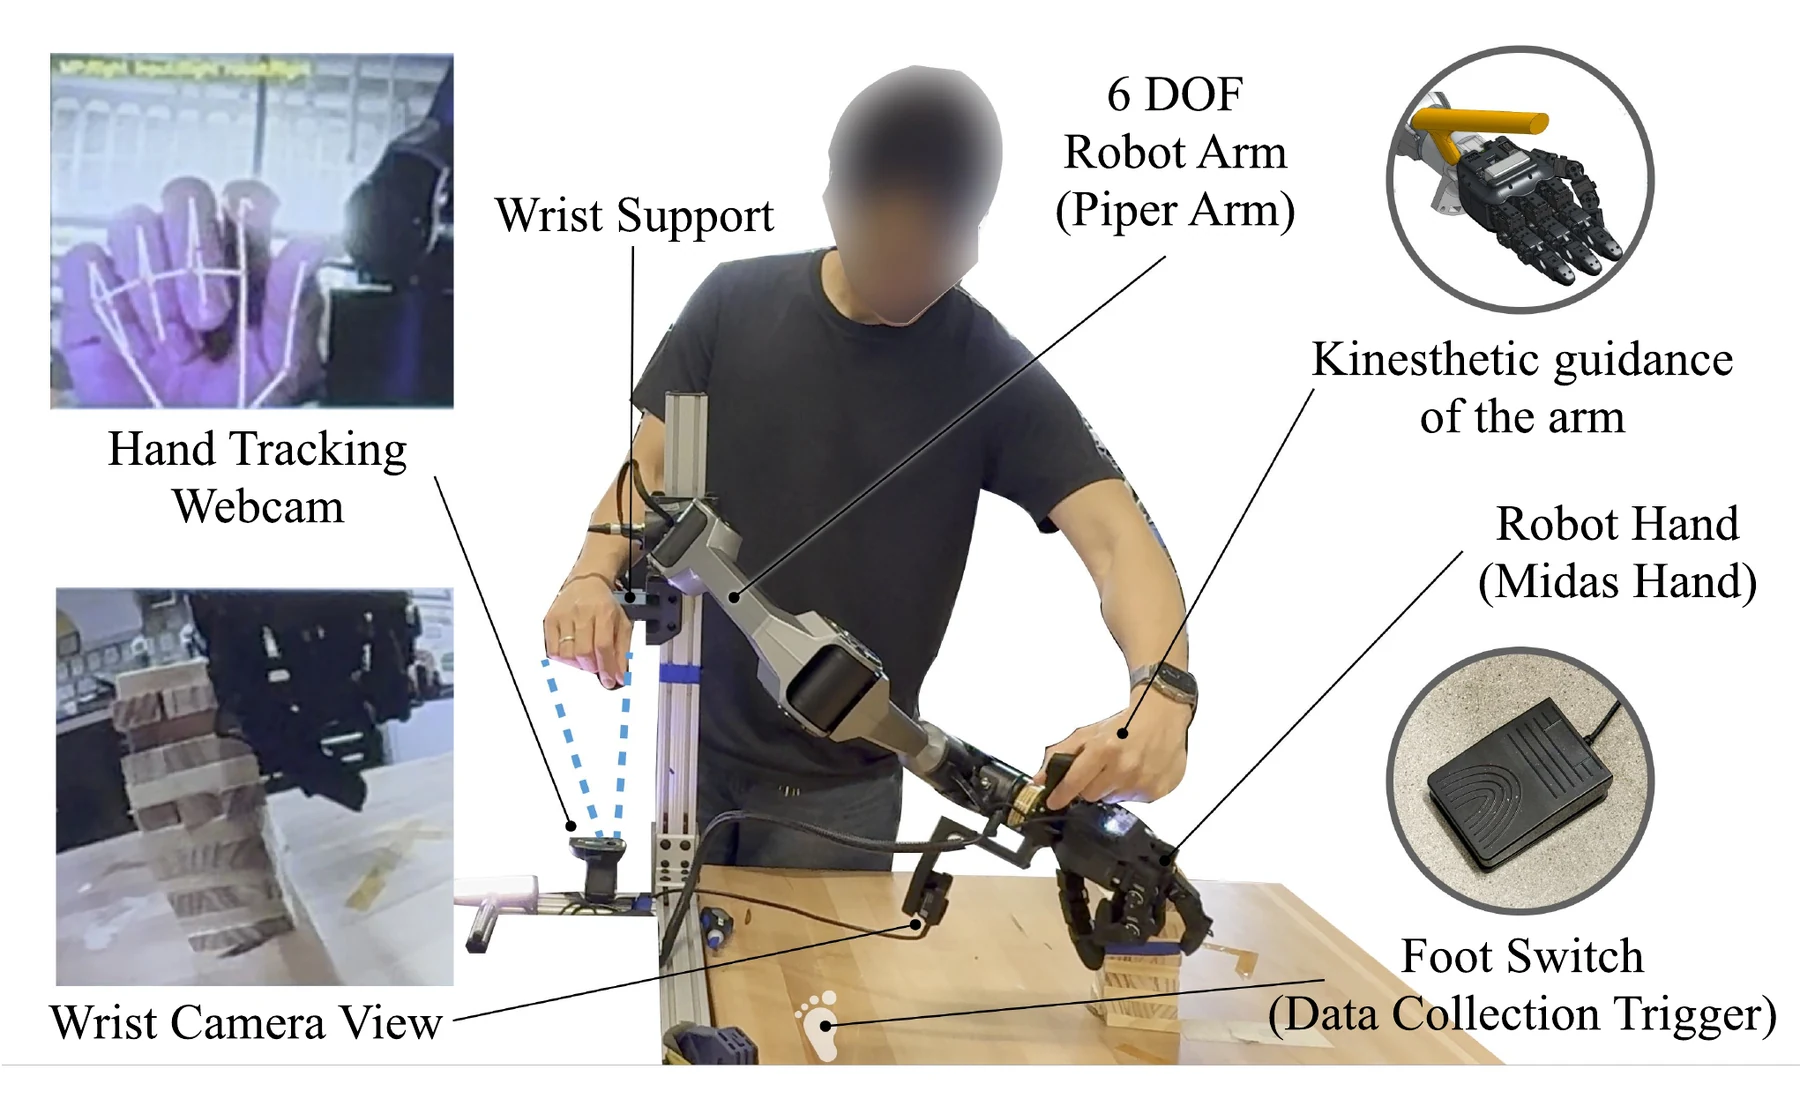 Wrist Support
6 DOF
Robot Arm
(Piper Arm)
Kinesthetic guidance
of the arm
Hand Tracking
Webcam
Robot Hand
(Midas Hand)
Wrist Camera View
Foot Switch
(Data Collection Trigger)